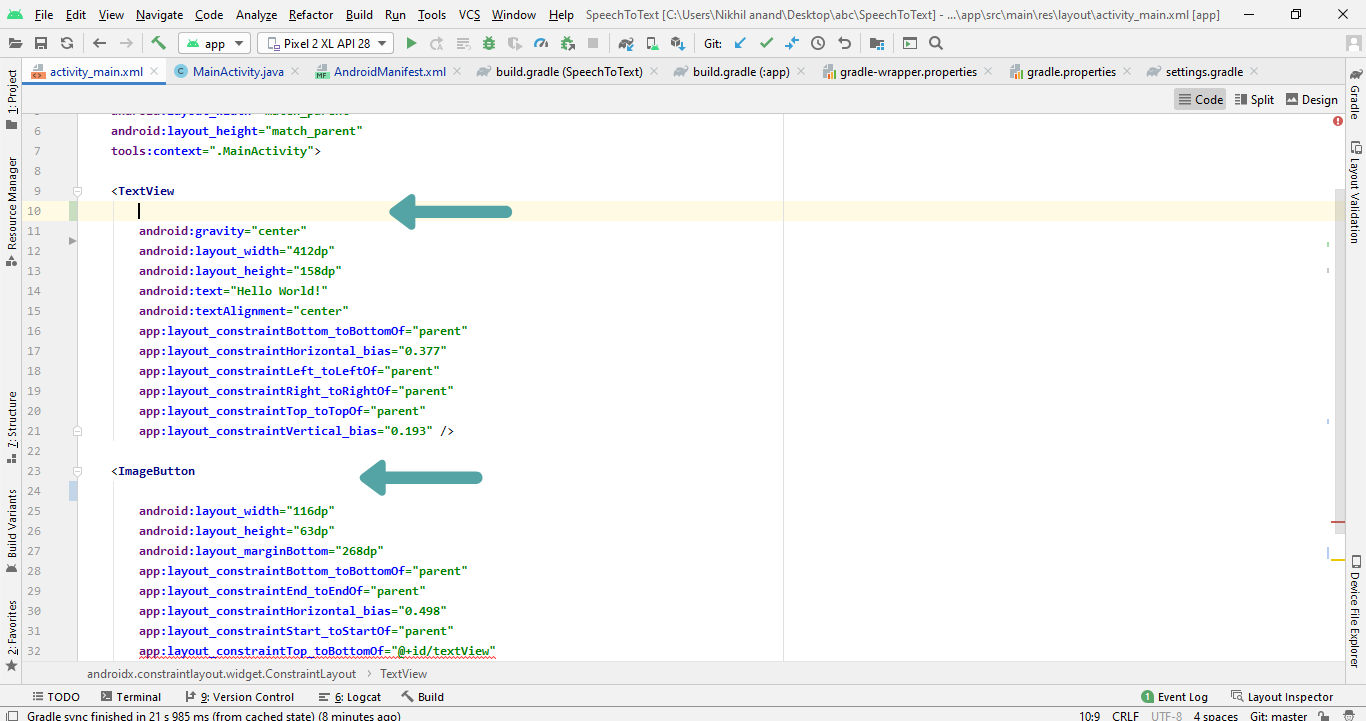 File Edit View Navigate Code Analyze Refactor Build Run Tools VCS Window Help SpeechToText [C:\Users\Nikhil anand\Desktop\abc\SpeechToText] - ...\app\src\main\res\layout\activity_main.xml [app]
app Pixel 2 XL API 28 Git:
activity_main.xml MainActivity.java AndroidManifest.xml build.gradle (SpeechToText) build.gradle (:app) gradle-wrapper.properties gradle.properties settings.gradle
Code Split Design
1: Project
Resource Manager
7: Structure
Build Variants
2: Favorites
6 android:layout_height="match_parent"
7 tools:context=".MainActivity">
8
9 <TextView
10
11 android:gravity="center"
12 android:layout_width="412dp"
13 android:layout_height="158dp"
14 android:text="Hello World!"
15 android:textAlignment="center"
16 app:layout_constraintBottom_toBottomOf="parent"
17 app:layout_constraintHorizontal_bias="0.377"
18 app:layout_constraintLeft_toLeftOf="parent"
19 app:layout_constraintRight_toRightOf="parent"
20 app:layout_constraintTop_toTopOf="parent"
21 app:layout_constraintVertical_bias="0.193" />
22
23 <ImageButton
24
25 android:layout_width="116dp"
26 android:layout_height="63dp"
27 android:layout_marginBottom="268dp"
28 app:layout_constraintBottom_toBottomOf="parent"
29 app:layout_constraintEnd_toEndOf="parent"
30 app:layout_constraintHorizontal_bias="0.498"
31 app:layout_constraintStart_toStartOf="parent"
32 app:layout_constraintTop_toBottomOf="@+id/textView"
Gradle
Layout Validation
Device File Explorer
androidx.constraintlayout.widget.ConstraintLayout › TextView
TODO Terminal 9: Version Control 6: Logcat Build 1 Event Log Layout Inspector
Gradle sync finished in 21 s 985 ms (from cached state) (8 minutes ago) 10:9 CRLF UTF-8 4 spaces Git: master